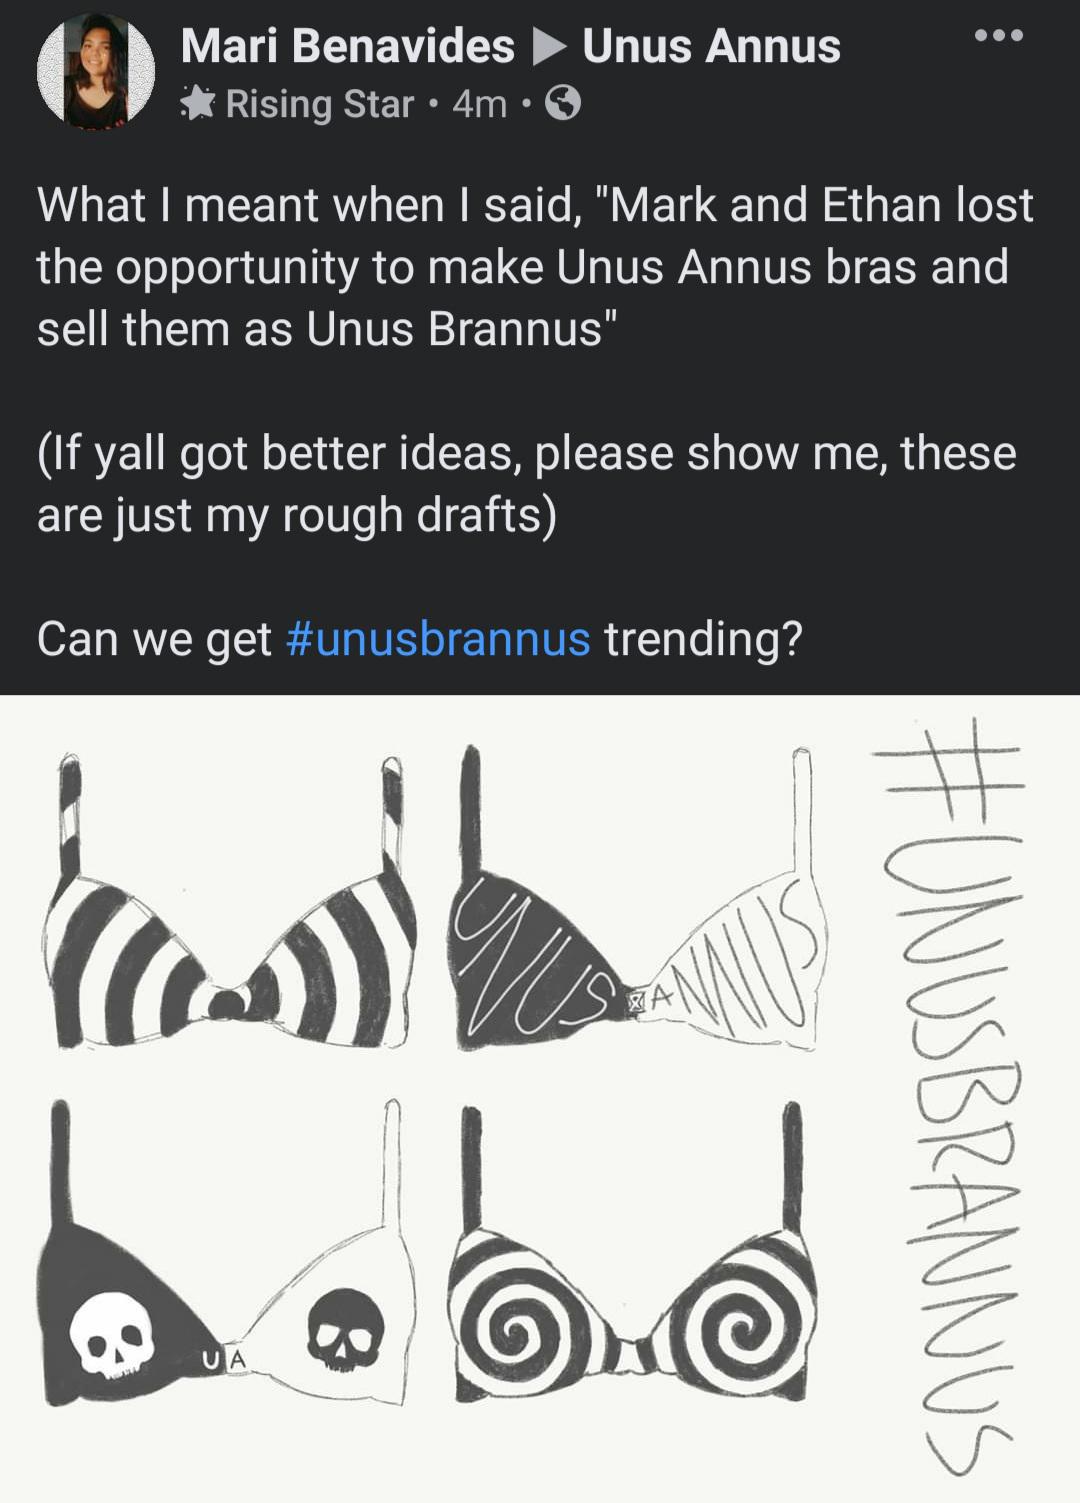 Mari Benavides ▶ Unus Annus
Rising Star • 4m •
What I meant when I said, "Mark and Ethan lost
the opportunity to make Unus Annus bras and
sell them as Unus Brannus"
(If yall got better ideas, please show me, these
are just my rough drafts)
Can we get #unusbrannus trending?
UNUS ANNUS
U A
#UNUSBRANNUS